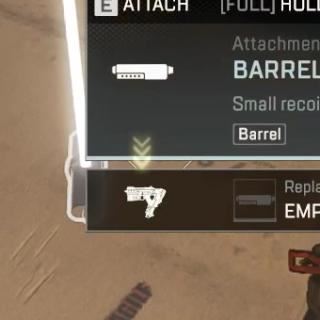 E ATTACH [FULL] HOL
Attachmen
BARREL
Small recoi
Barrel
Repla
EMP